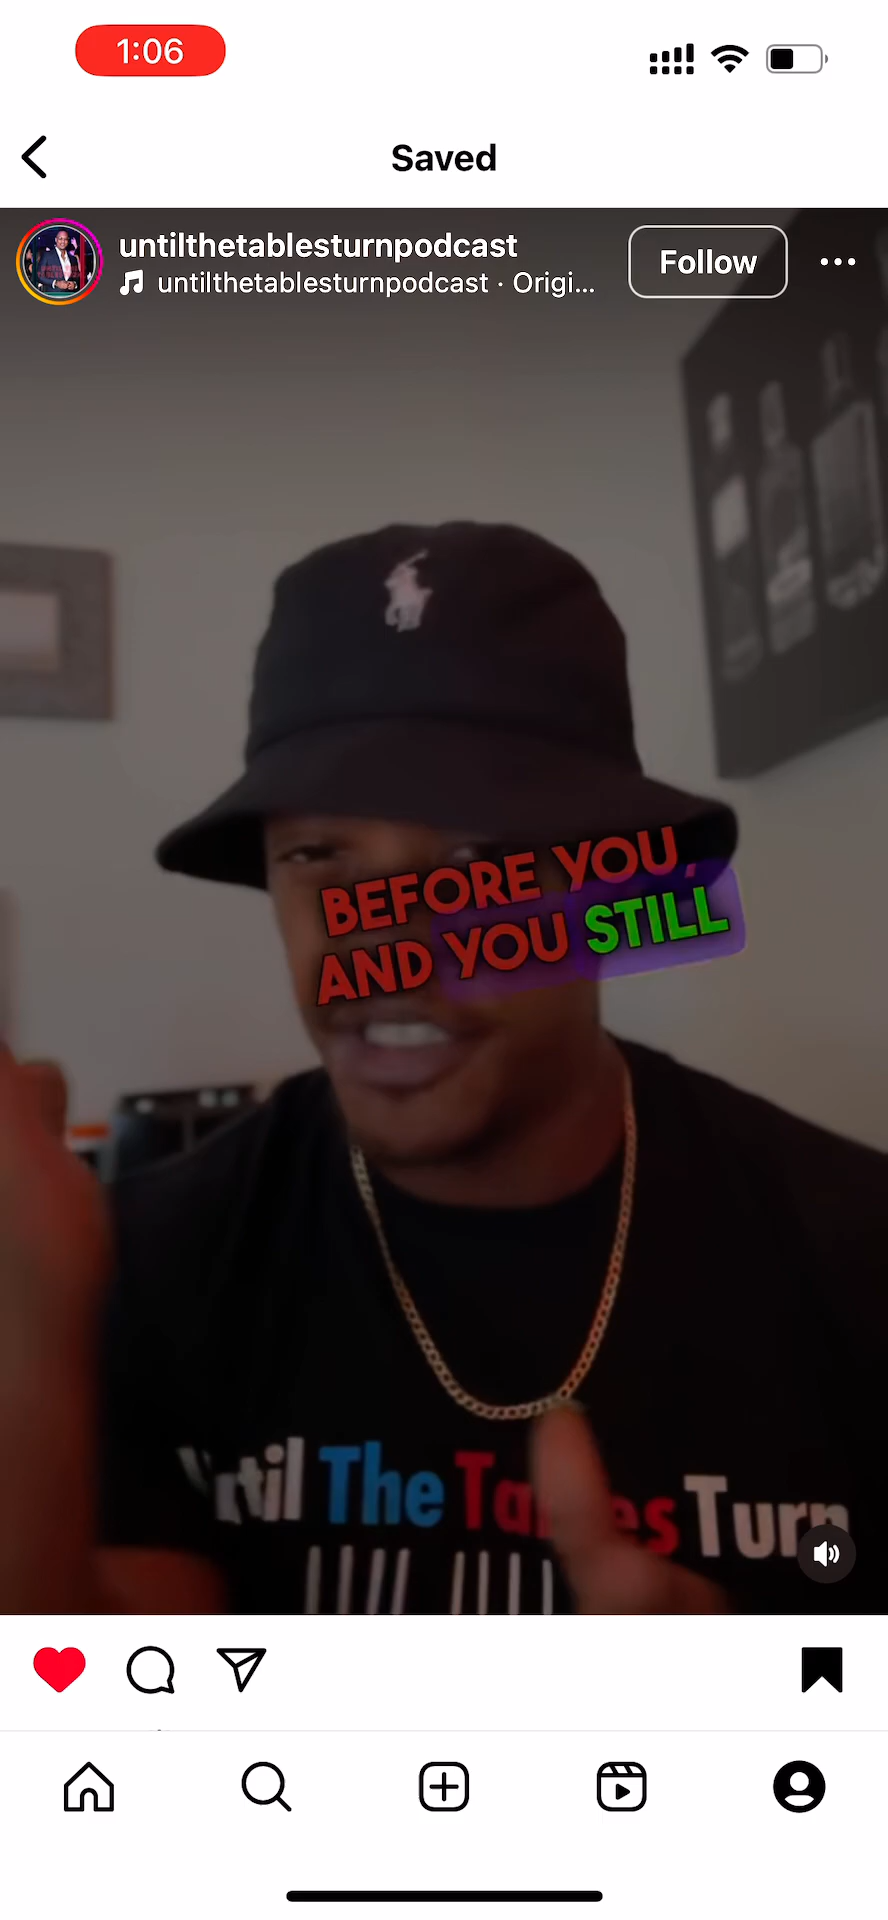 1:06
Saved
untilthetablesturnpodcast
untilthetablesturnpodcast · Origi...
Follow
BEFORE YOU,
AND YOU STILL
The Turn